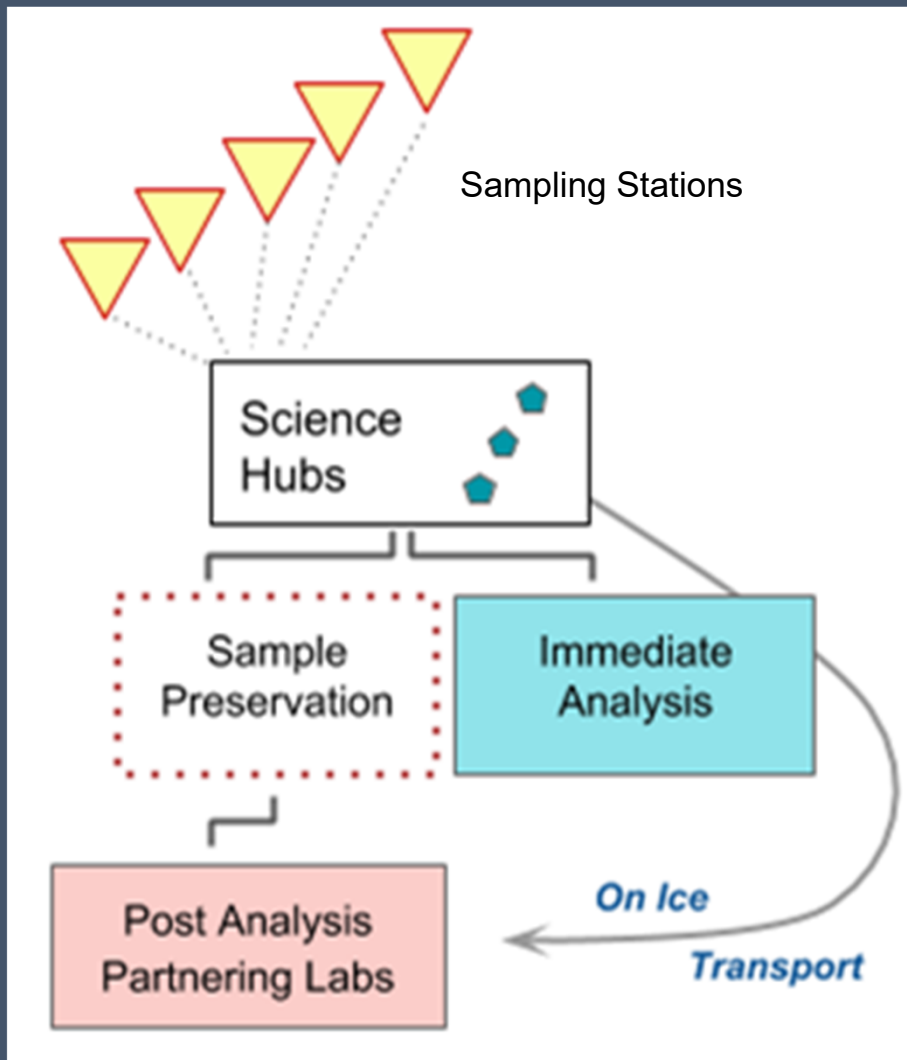 Sampling Stations
Science
Hubs
Sample
Preservation
Immediate
Analysis
Post Analysis
Partnering Labs
On Ice
Transport